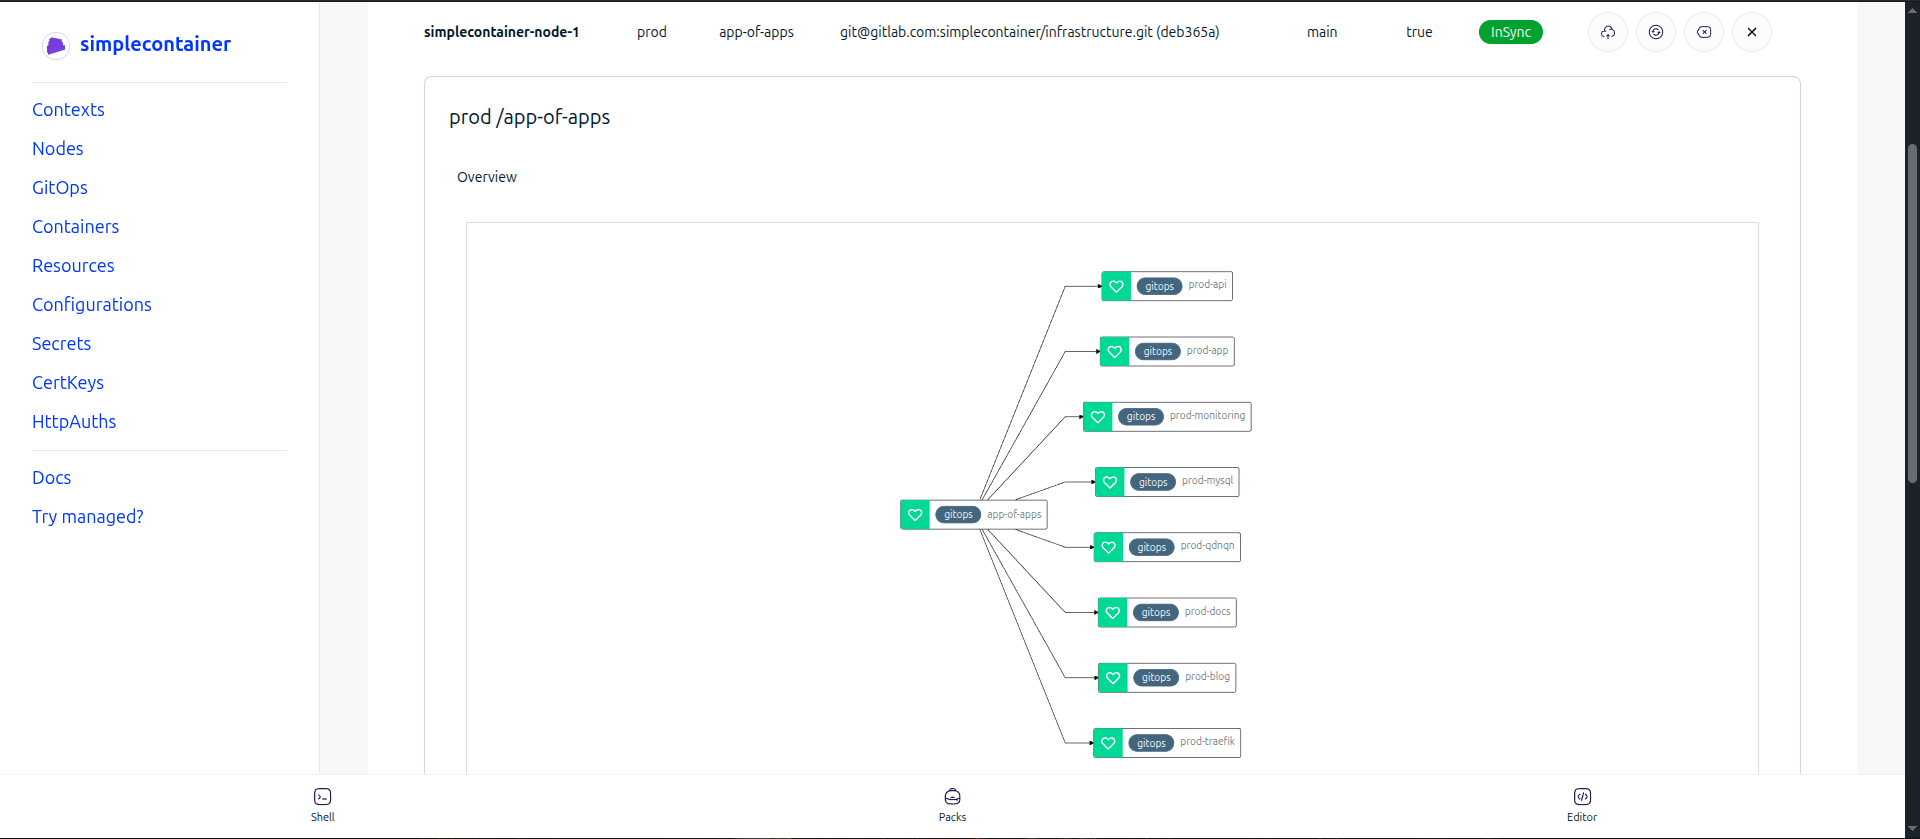 simplecontainer
Contexts
Nodes
GitOps
Containers
Resources
Configurations
Secrets
CertKeys
HttpAuths
Docs
Try managed?
simplecontainer-node-1 prod app-of-apps git@gitlab.com:simplecontainer/infrastructure.git (deb365a) main true InSync
prod /app-of-apps
Overview
gitops prod-api
gitops prod-app
gitops prod-monitoring
gitops prod-mysql
gitops app-of-apps
gitops prod-qdnqn
gitops prod-docs
gitops prod-blog
gitops prod-traefik
Shell
Packs
Editor